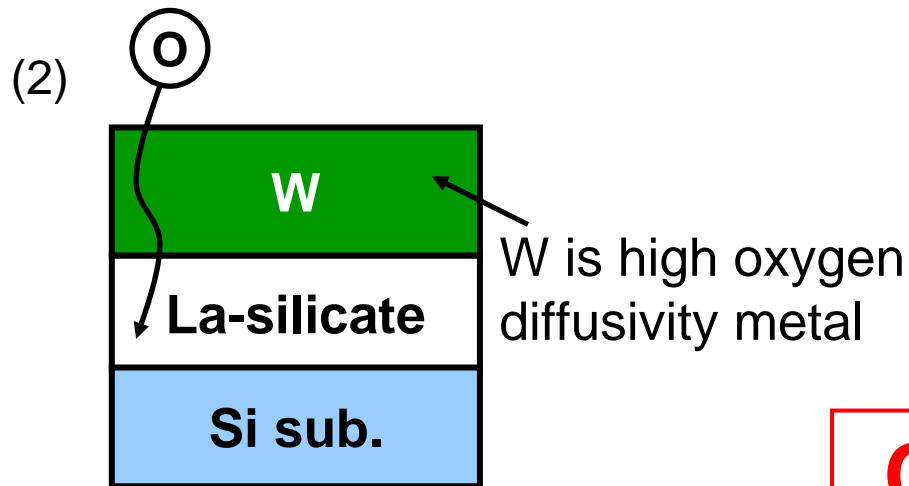 (2)
O
W
W is high oxygen
diffusivity metal
La-silicate
Si sub.